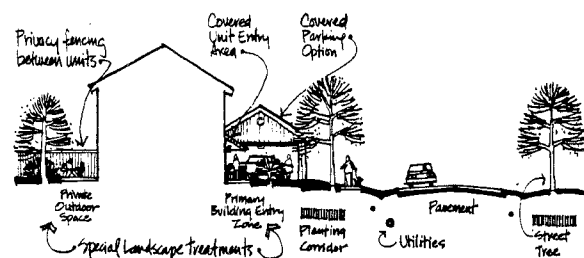 Privacy fencing
between units
Covered
Unit Entry
Area
Covered
Parking
Option
Private
Outdoor
Space
Primary
Building Entry
Zone
Special Landscape Treatments
Planting
Corridor
Utilities
Pavement
Street
Tree